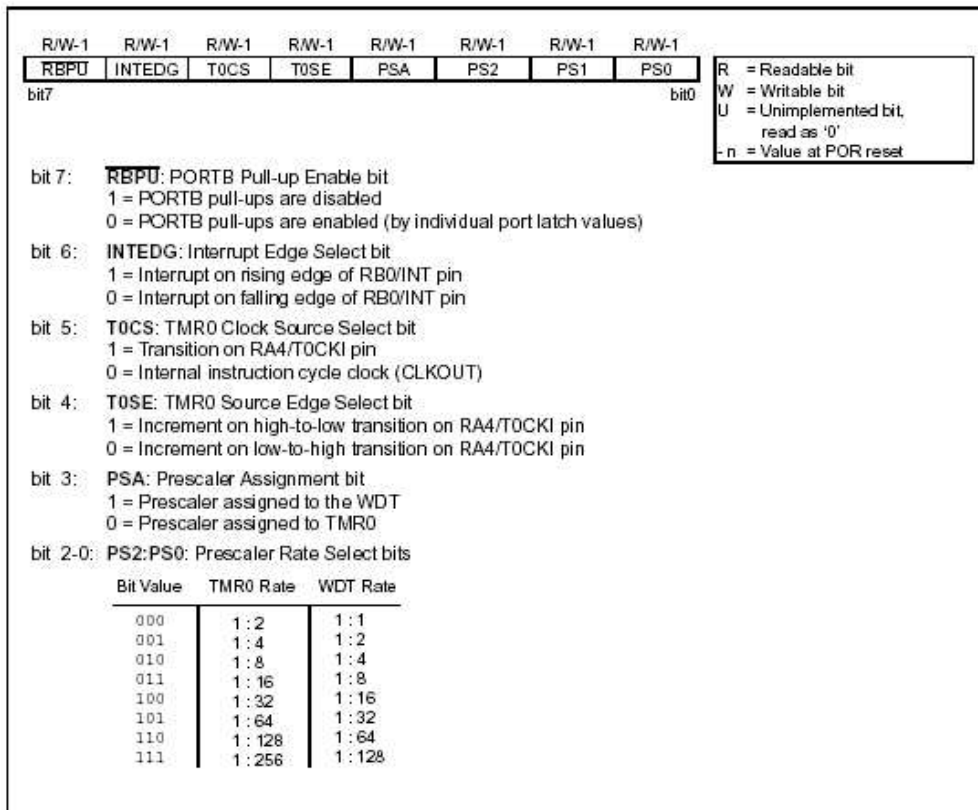 R/W-1 R/W-1 R/W-1 R/W-1 R/W-1 R/W-1 R/W-1 R/W-1
RBPU INTEDG T0CS T0SE PSA PS2 PS1 PS0
bit7 bit0
R = Readable bit
W = Writable bit
U = Unimplemented bit,
read as ‘0’
- n = Value at POR reset
bit 7: RBPU: PORTB Pull-up Enable bit
1 = PORTB pull-ups are disabled
0 = PORTB pull-ups are enabled (by individual port latch values)
bit 6: INTEDG: Interrupt Edge Select bit
1 = Interrupt on rising edge of RB0/INT pin
0 = Interrupt on falling edge of RB0/INT pin
bit 5: T0CS: TMR0 Clock Source Select bit
1 = Transition on RA4/T0CKI pin
0 = Internal instruction cycle clock (CLKOUT)
bit 4: T0SE: TMR0 Source Edge Select bit
1 = Increment on high-to-low transition on RA4/T0CKI pin
0 = Increment on low-to-high transition on RA4/T0CKI pin
bit 3: PSA: Prescaler Assignment bit
1 = Prescaler assigned to the WDT
0 = Prescaler assigned to TMR0
bit 2-0: PS2:PS0: Prescaler Rate Select bits
Bit Value TMR0 Rate WDT Rate
000 1 : 2 1 : 1
001 1 : 4 1 : 2
010 1 : 8 1 : 4
011 1 : 16 1 : 8
100 1 : 32 1 : 16
101 1 : 64 1 : 32
110 1 : 128 1 : 64
111 1 : 256 1 : 128